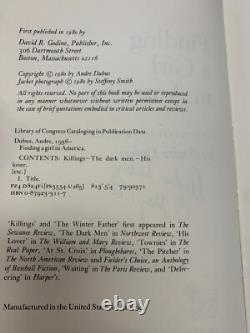 First published in 1980 by
David R. Godine, Publisher, Inc.
306 Dartmouth Street
Boston, Massachusetts 02116
Copyright © 1980 by Andre Dubus
Jacket photograph © 1980 by Steffney Smith
All rights reserved. No part of this book may be used or
reproduced in any manner whatsoever without written permission except in
the case of brief quotations embodied in critical articles and reviews.
Library of Congress Cataloging in Publication Data
Dubus, Andre, 1936–
Finding a girl in America.
CONTENTS: Killings—The dark men.—His
lover. [etc.]
I. Title.
PZ4.D8 [PS3554.U265] 813'.5'4 79-90371
ISBN 0-87923-311-7
'Killings' and 'The Winter Father' first appeared in The
Sewanee Review, 'The Dark Men' in Northwest Review, 'His
Lover' in The William and Mary Review, 'Townies' in The
Real Paper, 'At St. Croix' in Ploughshares, 'The Pitcher' in
The North American Review and Fielder's Choice, an Anthology
of Baseball Fiction, 'Waiting' in The Paris Review, and 'Deliv-
ering' in Harper's.
Manufactured in the United States